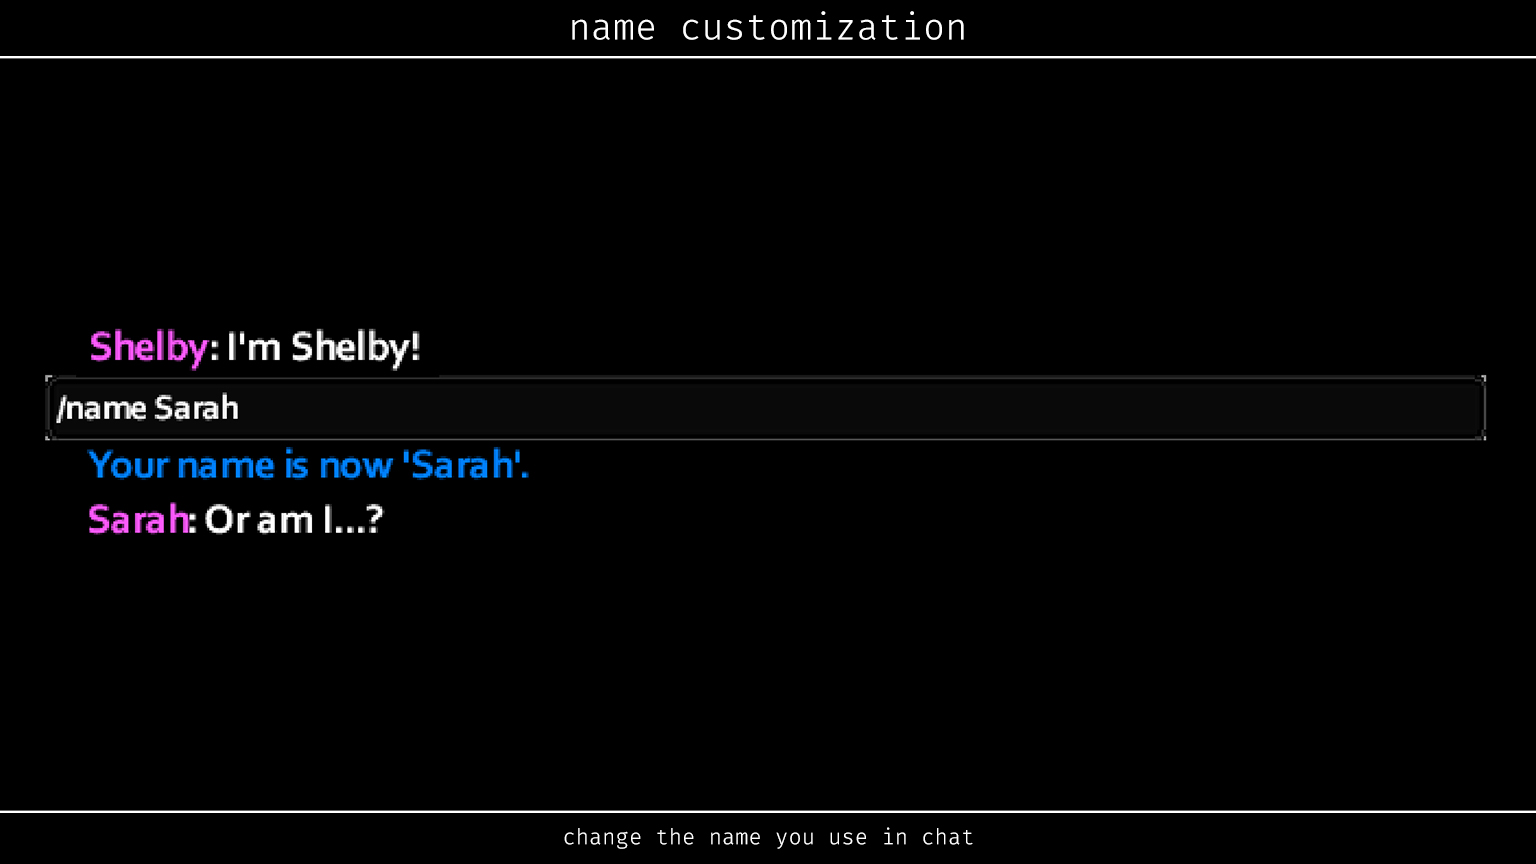 name customization
Shelby: I'm Shelby!
/name Sarah
Your name is now 'Sarah'.
Sarah: Or am I...?
change the name you use in chat